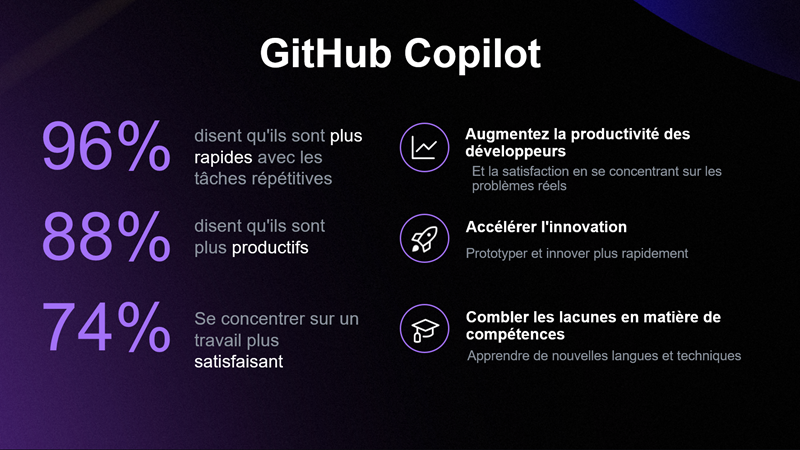 GitHub Copilot
96%
disent qu'ils sont plus
rapides avec les
tâches répétitives
88%
disent qu'ils sont
plus productifs
74%
Se concentrer sur un
travail plus
satisfaisant
Augmentez la productivité des
développeurs
Et la satisfaction en se concentrant sur les
problèmes réels
Accélérer l'innovation
Prototyper et innover plus rapidement
Combler les lacunes en matière de
compétences
Apprendre de nouvelles langues et techniques